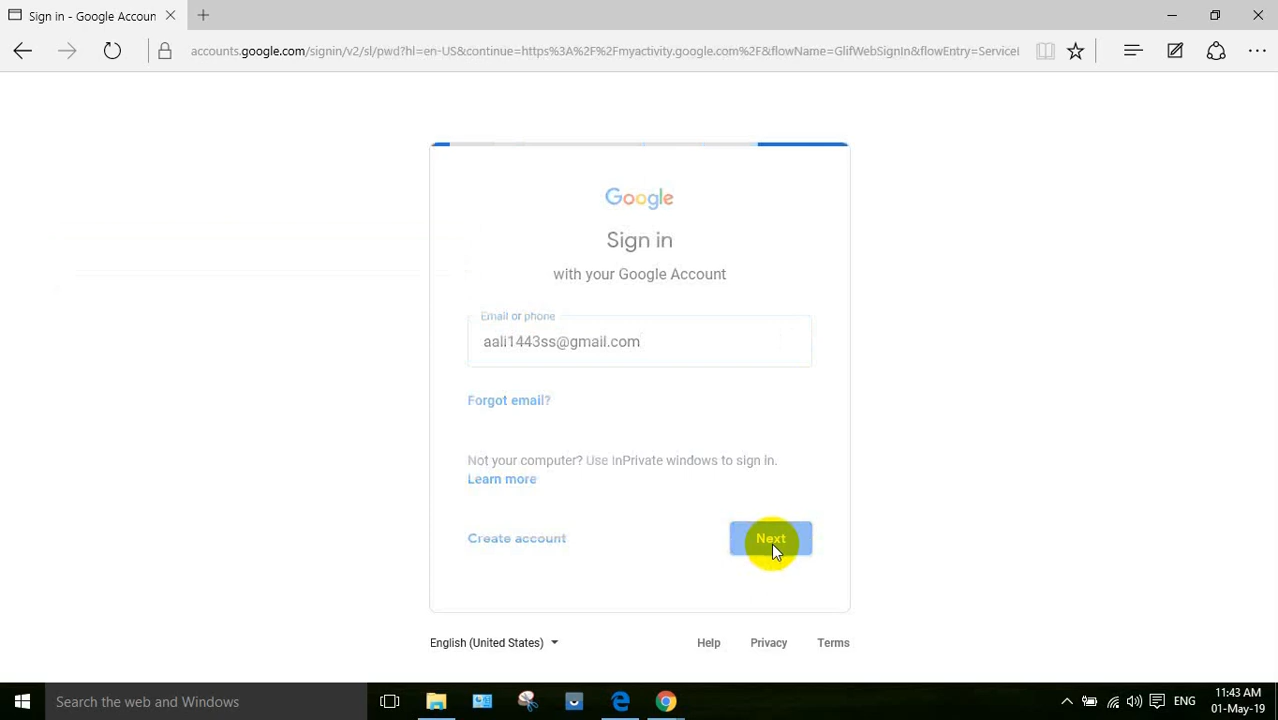 Sign in - Google Accoun
accounts.google.com/signin/v2/sl/pwd?hl=en-US&continue=https%3A%2F%2Fmyactivity.google.com%2F&flowName=GlifWebSignIn&flowEntry=ServiceL
Google
Sign in
with your Google Account
Email or phone
aali1443ss@gmail.com
Forgot email?
Not your computer? Use InPrivate windows to sign in.
Learn more
Create account
Next
English (United States)
Help
Privacy
Terms
Search the web and Windows
ENG
11:43 AM
01-May-19